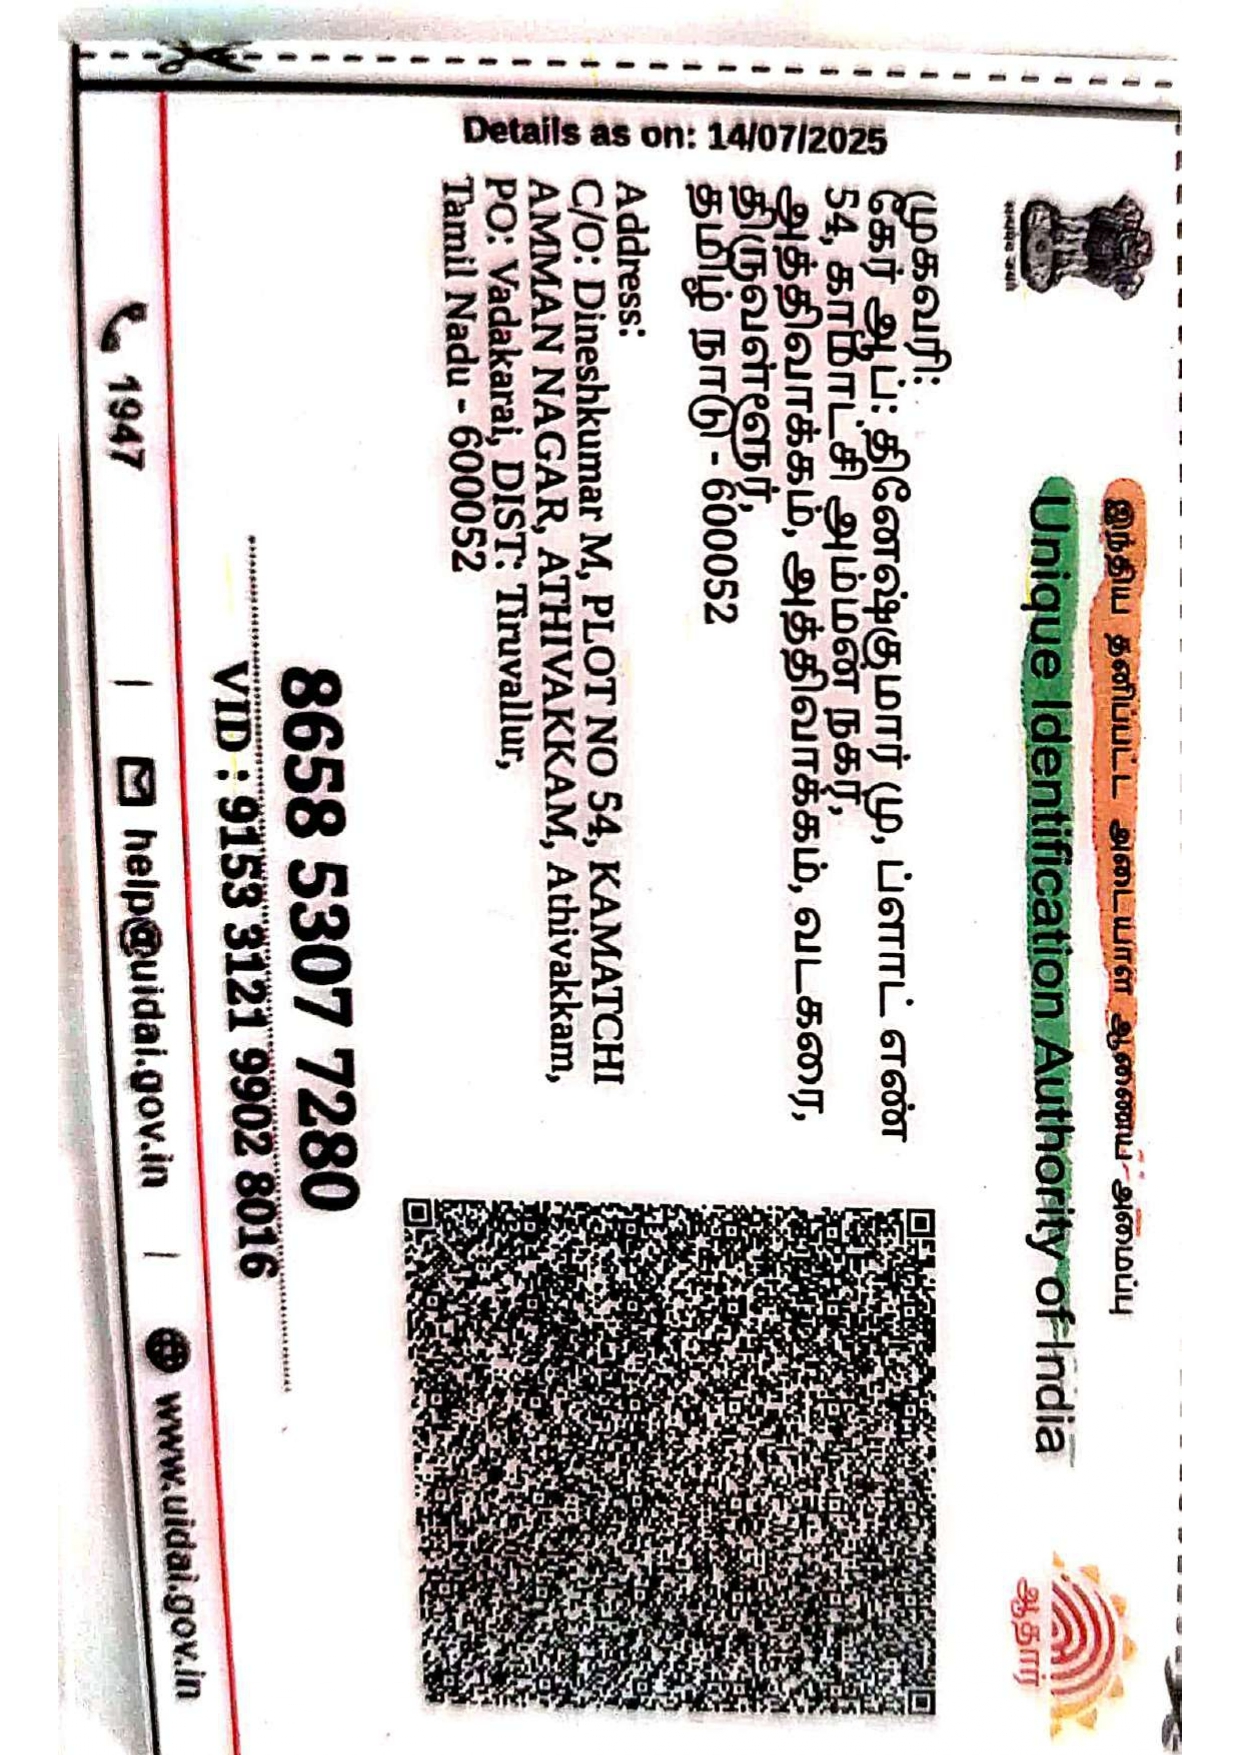 இந்திய தனிப்பட்ட அடையாள ஆணைய அமைப்பு
Unique Identification Authority of India
ஆதார்
Details as on: 14/07/2025
முகவரி:
கேர் ஆப்: தினேஷ்குமார் மு, ப்ளாட் எண்
54, காமாட்சி அம்மன் நகர்,
அத்திவாக்கம், அத்திவாக்கம், வடகரை,
திருவள்ளூர்,
தமிழ் நாடு - 600052
Address:
C/O: Dineshkumar M, PLOT NO 54, KAMATCHI
AMMAN NAGAR, ATHIVAKKAM, Athivakkam,
PO: Vadakarai, DIST: Tiruvallur,
Tamil Nadu - 600052
8658 5307 7280
VID : 9153 3121 9902 8016
1947 | help@uidai.gov.in | www.uidai.gov.in